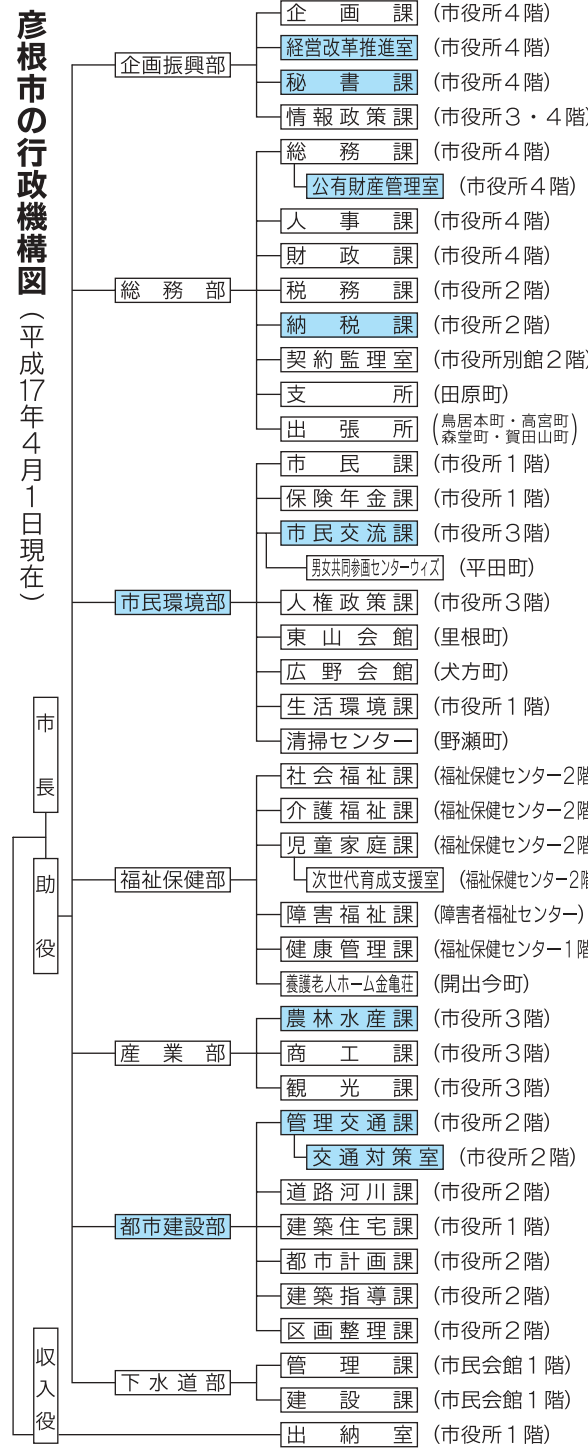 彦根市の行政機構図
(平成17年4月1日現在)
市長
助役
収入役
企画振興部
企画課 (市役所4階)
経営改革推進室 (市役所4階)
秘書課 (市役所4階)
情報政策課 (市役所3・4階)
総務部
総務課 (市役所4階)
公有財産管理室 (市役所4階)
人事課 (市役所4階)
財政課 (市役所4階)
税務課 (市役所2階)
納税課 (市役所2階)
契約監理室 (市役所別館2階)
支所 (田原町)
出張所 (鳥居本町・高宮町
森堂町・賀田山町)
市民環境部
市民課 (市役所1階)
保険年金課 (市役所1階)
市民交流課 (市役所3階)
男女共同参画センターウィズ (平田町)
人権政策課 (市役所3階)
東山会館 (里根町)
広野会館 (犬方町)
生活環境課 (市役所1階)
清掃センター (野瀬町)
福祉保健部
社会福祉課 (福祉保健センター2階
介護福祉課 (福祉保健センター2階
児童家庭課 (福祉保健センター2階
次世代育成支援室 (福祉保健センター2階
障害福祉課 (障害者福祉センター)
健康管理課 (福祉保健センター1階
養護老人ホーム金亀荘 (開出今町)
産業部
農林水産課 (市役所3階)
商工課 (市役所3階)
観光課 (市役所3階)
都市建設部
管理交通課 (市役所2階)
交通対策室 (市役所2階)
道路河川課 (市役所2階)
建築住宅課 (市役所1階)
都市計画課 (市役所2階)
建築指導課 (市役所2階)
区画整理課 (市役所2階)
下水道部
管理課 (市民会館1階)
建設課 (市民会館1階)
出納室 (市役所1階)